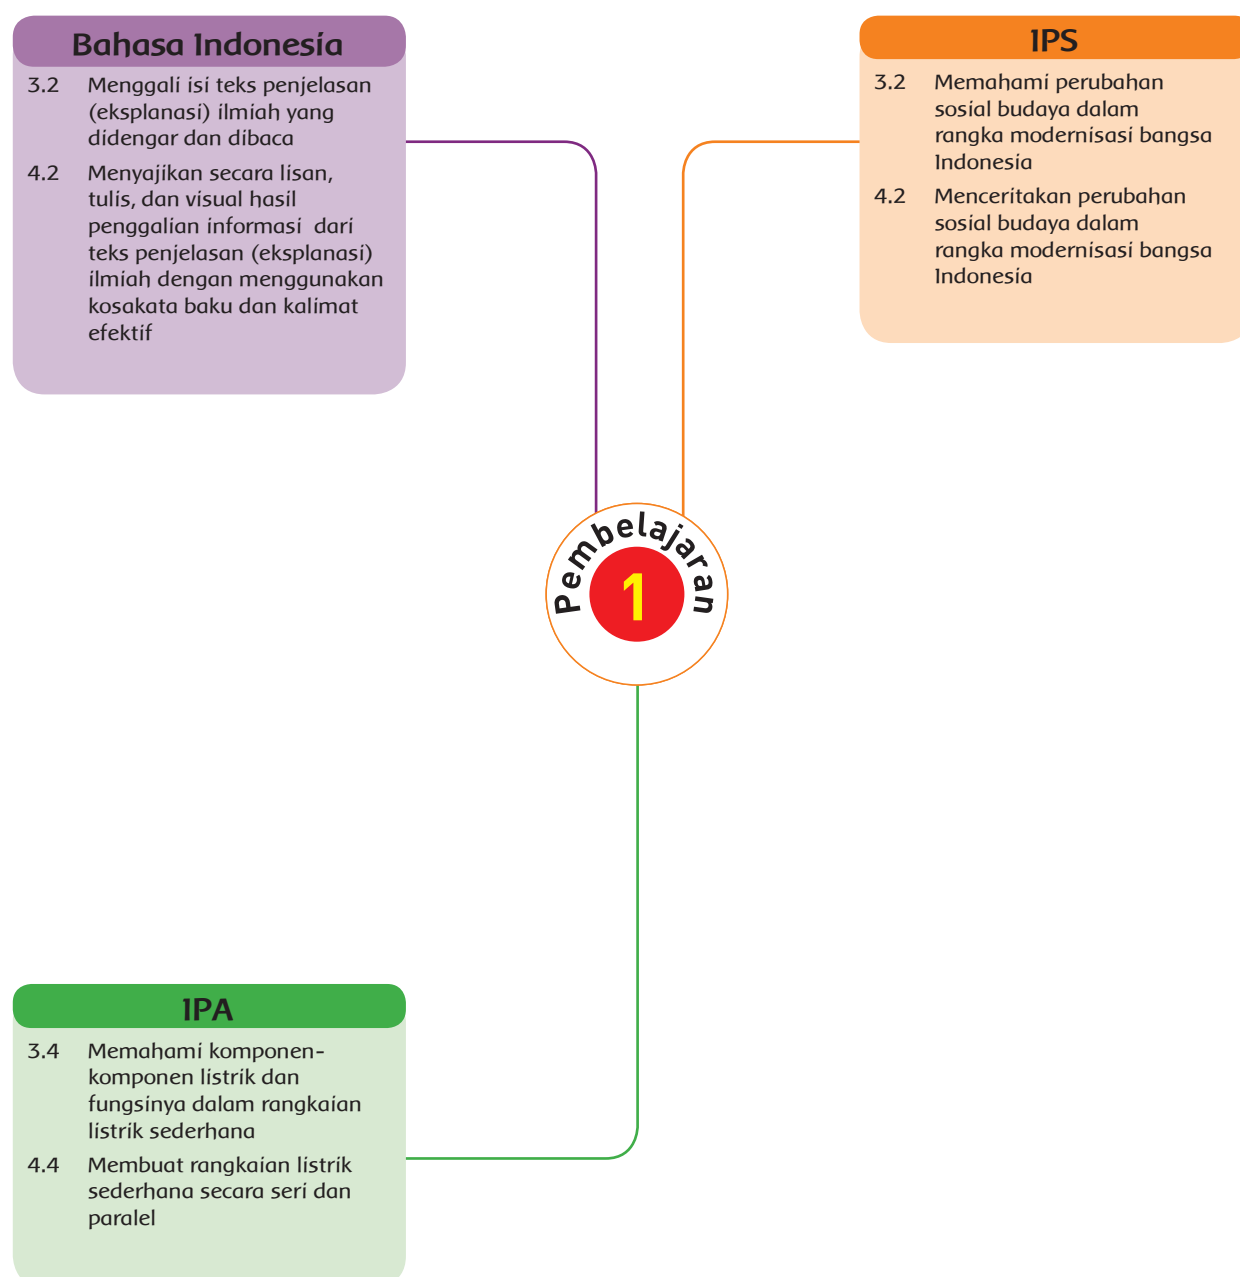 Bahasa Indonesia
3.2 Menggali isi teks penjelasan
(eksplanasi) ilmiah yang
didengar dan dibaca
4.2 Menyajikan secara lisan,
tulis, dan visual hasil
penggalian informasi dari
teks penjelasan (eksplanasi)
ilmiah dengan menggunakan
kosakata baku dan kalimat
efektif
IPS
3.2 Memahami perubahan
sosial budaya dalam
rangka modernisasi bangsa
Indonesia
4.2 Menceritakan perubahan
sosial budaya dalam
rangka modernisasi bangsa
Indonesia
Pembelajaran
1
IPA
3.4 Memahami komponen-
komponen listrik dan
fungsinya dalam rangkaian
listrik sederhana
4.4 Membuat rangkaian listrik
sederhana secara seri dan
paralel